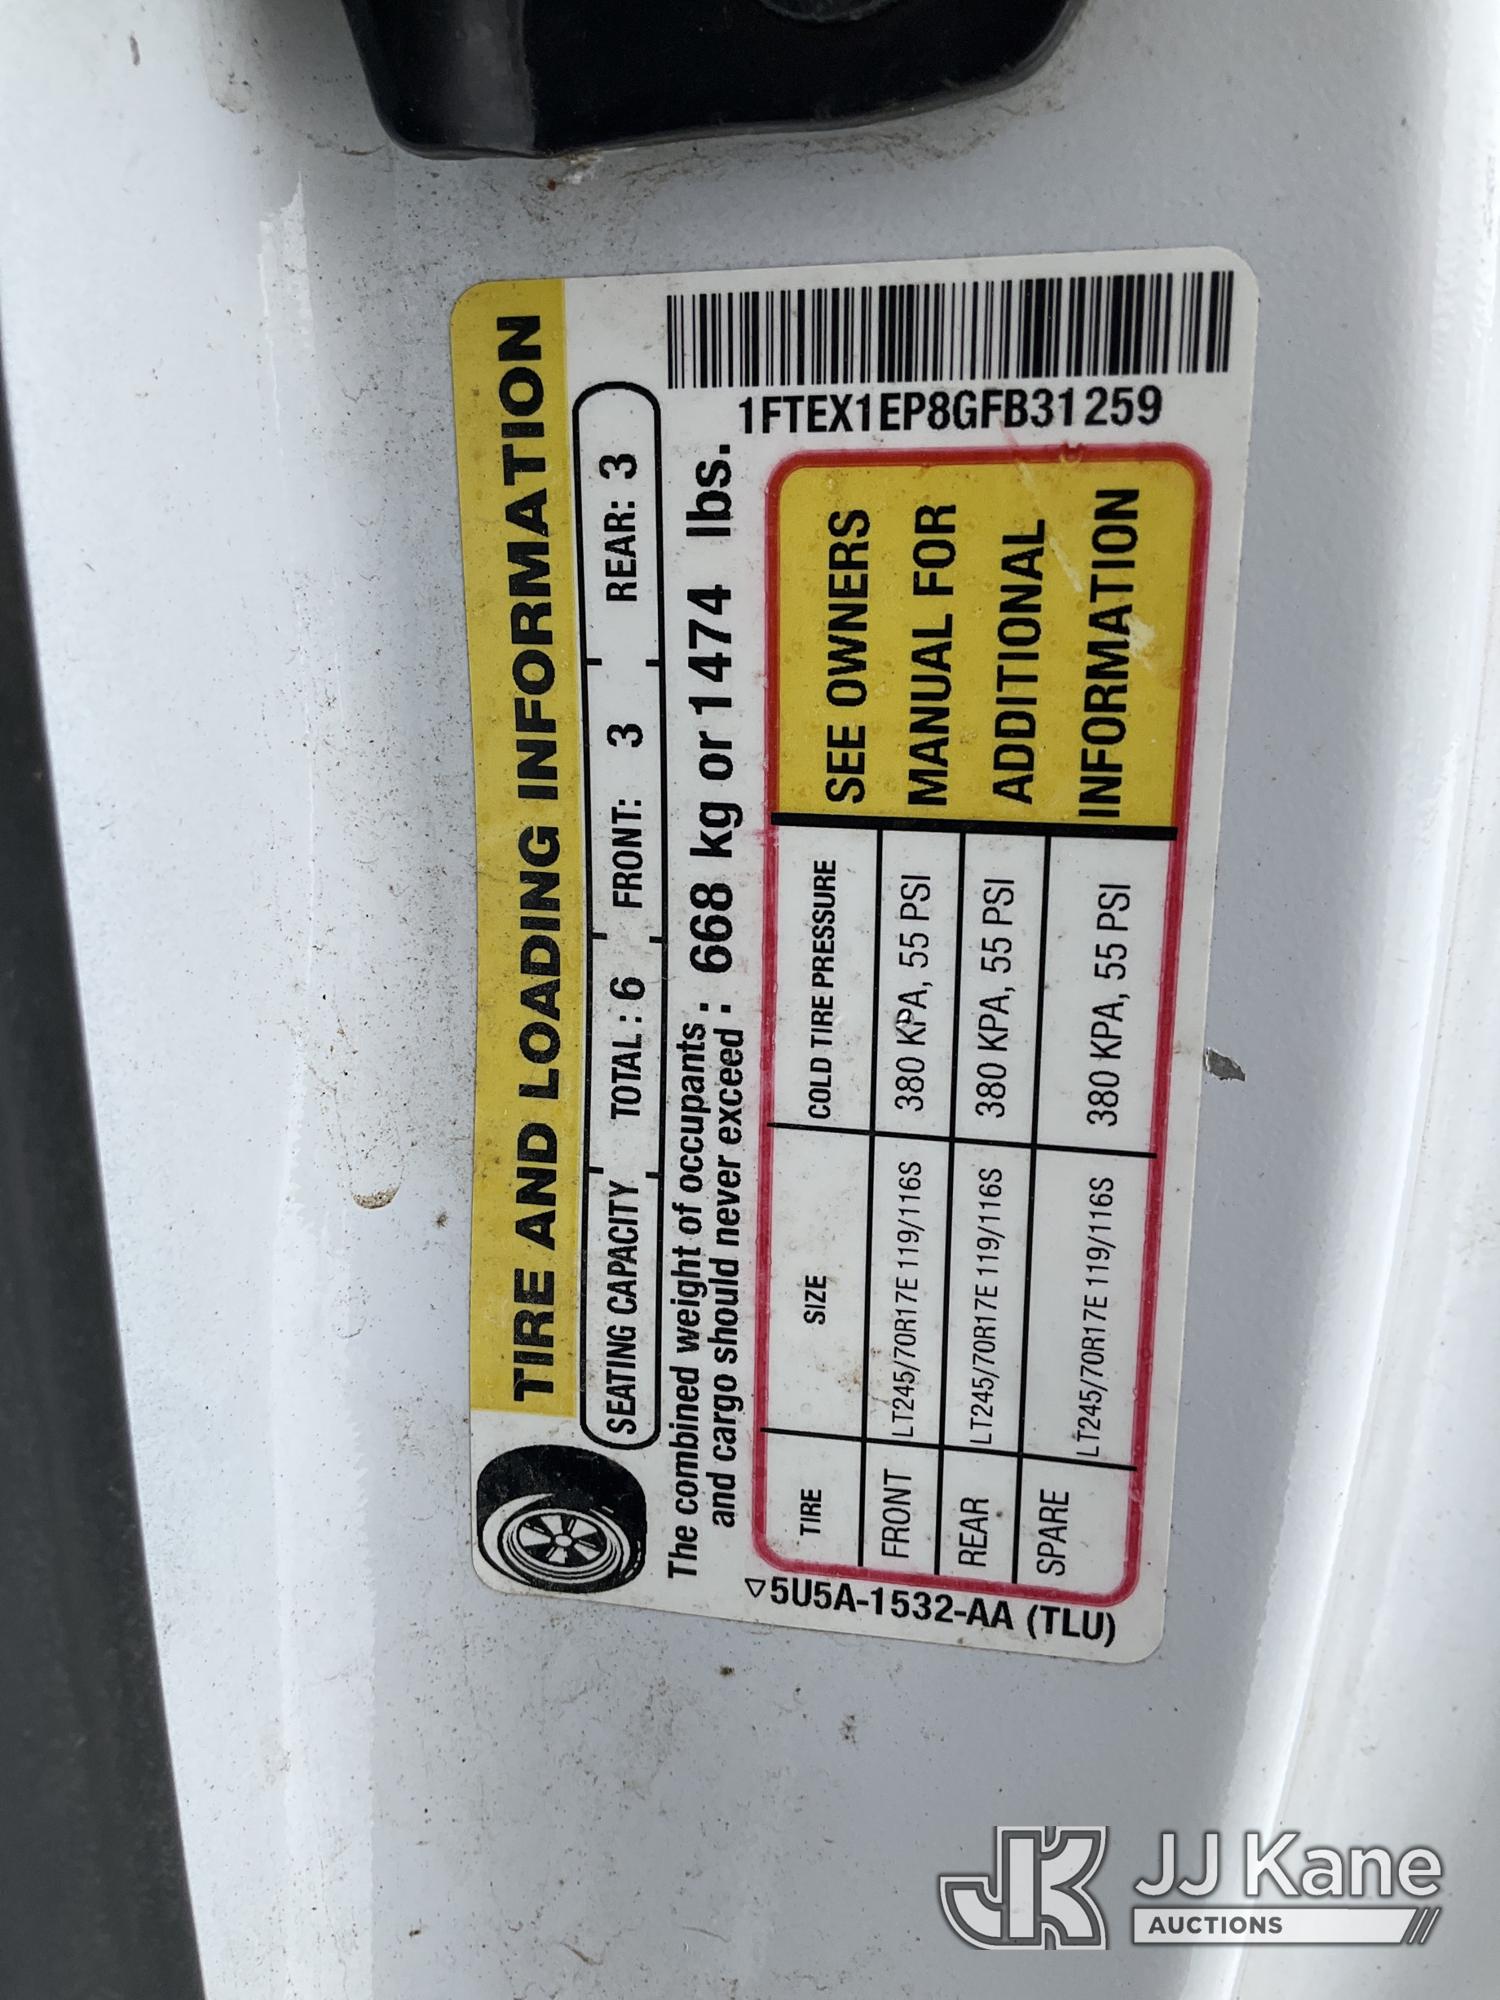 TIRE AND LOADING INFORMATION
SEATING CAPACITY TOTAL : 6 FRONT: 3 REAR: 3
The combined weight of occupants
and cargo should never exceed : 668 kg or 1474 lbs.
TIRE SIZE COLD TIRE PRESSURE
FRONT LT245/70R17E 119/116S 380 KPA, 55 PSI
REAR LT245/70R17E 119/116S 380 KPA, 55 PSI
SPARE LT245/70R17E 119/116S 380 KPA, 55 PSI
SEE OWNERS
MANUAL FOR
ADDITIONAL
INFORMATION
1FTEX1EP8GFB31259
▽5U5A-1532-AA (TLU)
JK JJ Kane
AUCTIONS